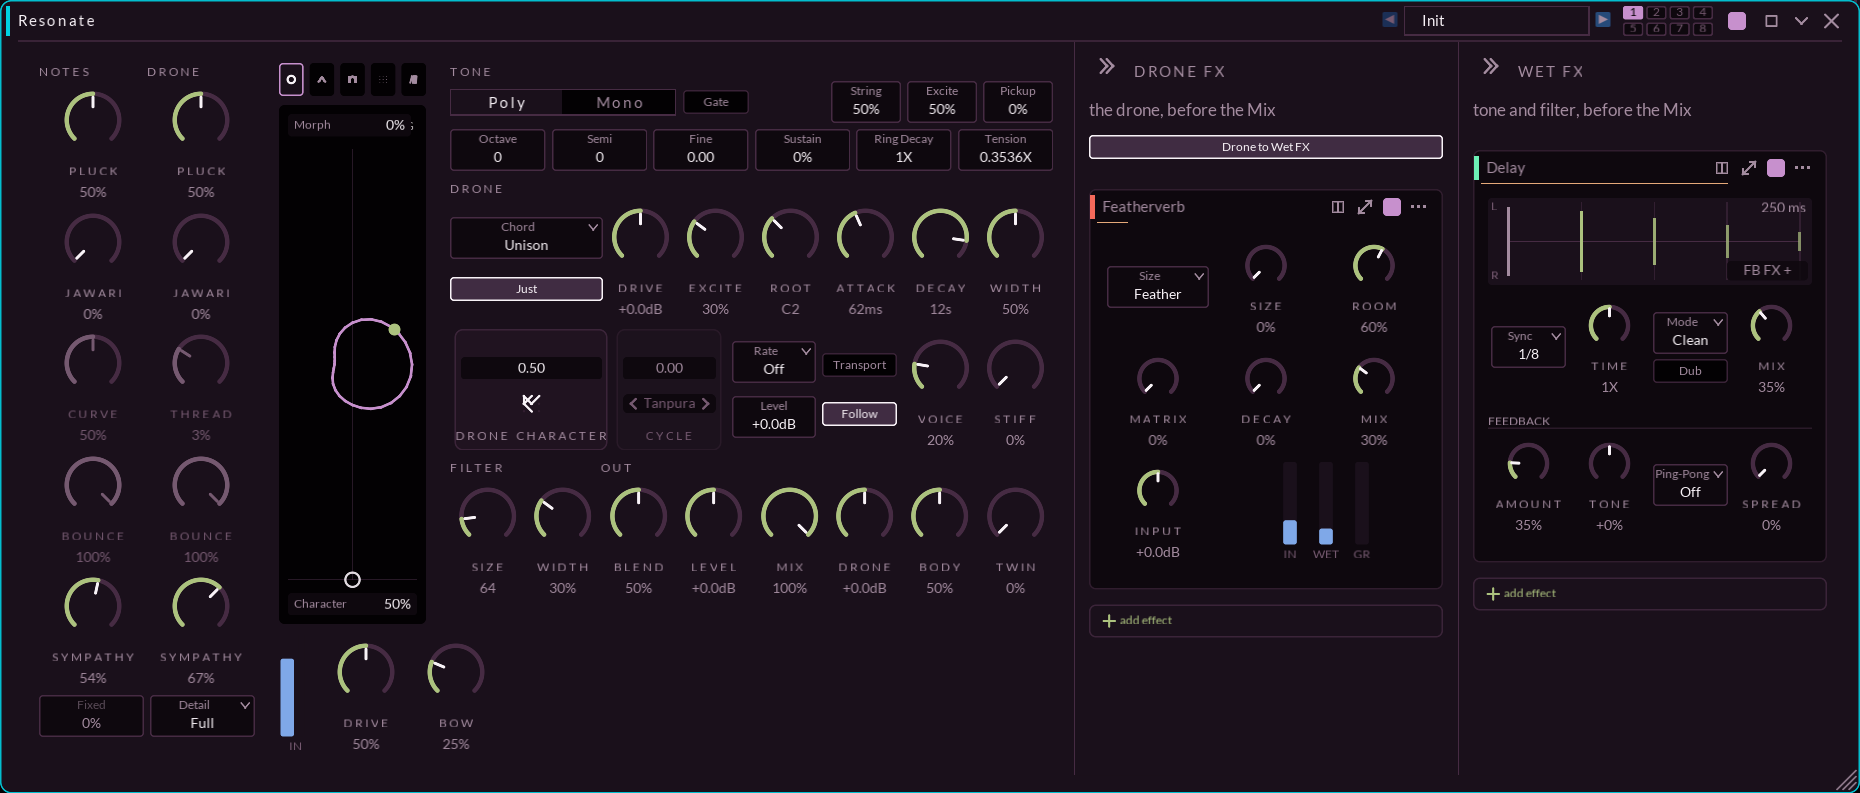 Resonate
Init
1 2 3 4
5 6 7 8
NOTES
DRONE
PLUCK
50%
PLUCK
50%
JAWARI
0%
JAWARI
0%
CURVE
50%
THREAD
3%
BOUNCE
100%
BOUNCE
100%
SYMPATHY
54%
SYMPATHY
67%
Fixed
0%
Detail
Full
Morph 0%
Character 50%
IN
DRIVE
50%
BOW
25%
TONE
Poly Mono
Gate
String
50%
Excite
50%
Pickup
0%
Octave
0
Semi
0
Fine
0.00
Sustain
0%
Ring Decay
1X
Tension
0.3536X
DRONE
Chord
Unison
Just
DRIVE
+0.0dB
EXCITE
30%
ROOT
C2
ATTACK
62ms
DECAY
12s
WIDTH
50%
0.50
DRONE CHARACTER
0.00
Tanpura
CYCLE
Rate
Off
Transport
Level
+0.0dB
Follow
VOICE
20%
STIFF
0%
FILTER
OUT
SIZE
64
WIDTH
30%
BLEND
50%
LEVEL
+0.0dB
MIX
100%
DRONE
+0.0dB
BODY
50%
TWIN
0%
DRONE FX
the drone, before the Mix
Drone to Wet FX
Featherverb
Size
Feather
SIZE
0%
ROOM
60%
MATRIX
0%
DECAY
0%
MIX
30%
INPUT
+0.0dB
IN WET GR
add effect
WET FX
tone and filter, before the Mix
Delay
L
250 ms
R
FB FX +
Sync
1/8
TIME
1X
Mode
Clean
Dub
MIX
35%
FEEDBACK
AMOUNT
35%
TONE
+0%
Ping-Pong
Off
SPREAD
0%
add effect